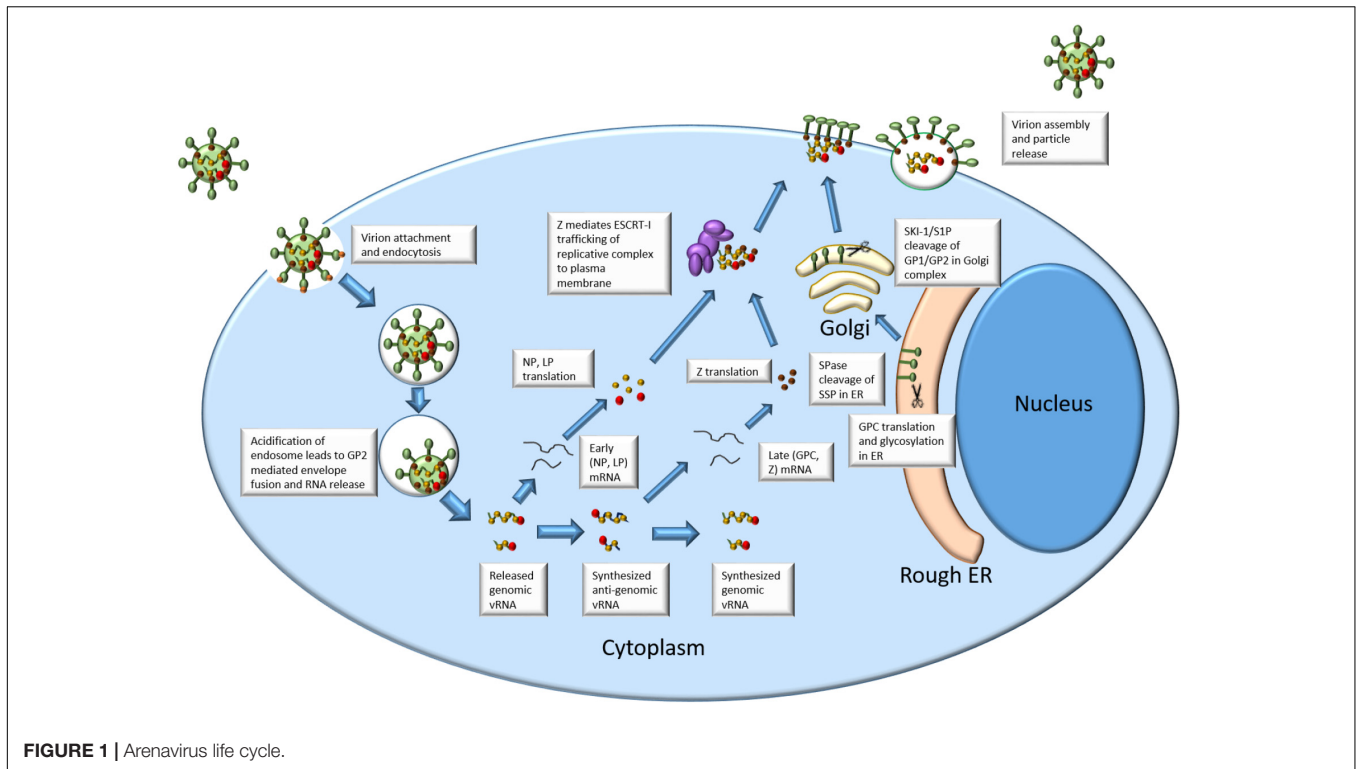 Virion assembly
and particle
release
Virion attachment
and endocytosis
Z mediates ESCRT-I
trafficking of
replicative complex
to plasma
membrane
SKI-1/S1P
cleavage of
GP1/GP2 in Golgi
complex
Golgi
NP, LP
translation
Z translation
SPase
cleavage of
SSP in ER
Nucleus
GPC translation
and glycosylation
in ER
Acidification of
endosome leads to GP2
mediated envelope
fusion and RNA release
Early
(NP, LP)
mRNA
Late (GPC,
Z) mRNA
Rough ER
Released
genomic
vRNA
Synthesized
anti-genomic
vRNA
Synthesized
genomic
vRNA
Cytoplasm
FIGURE 1 | Arenavirus life cycle.